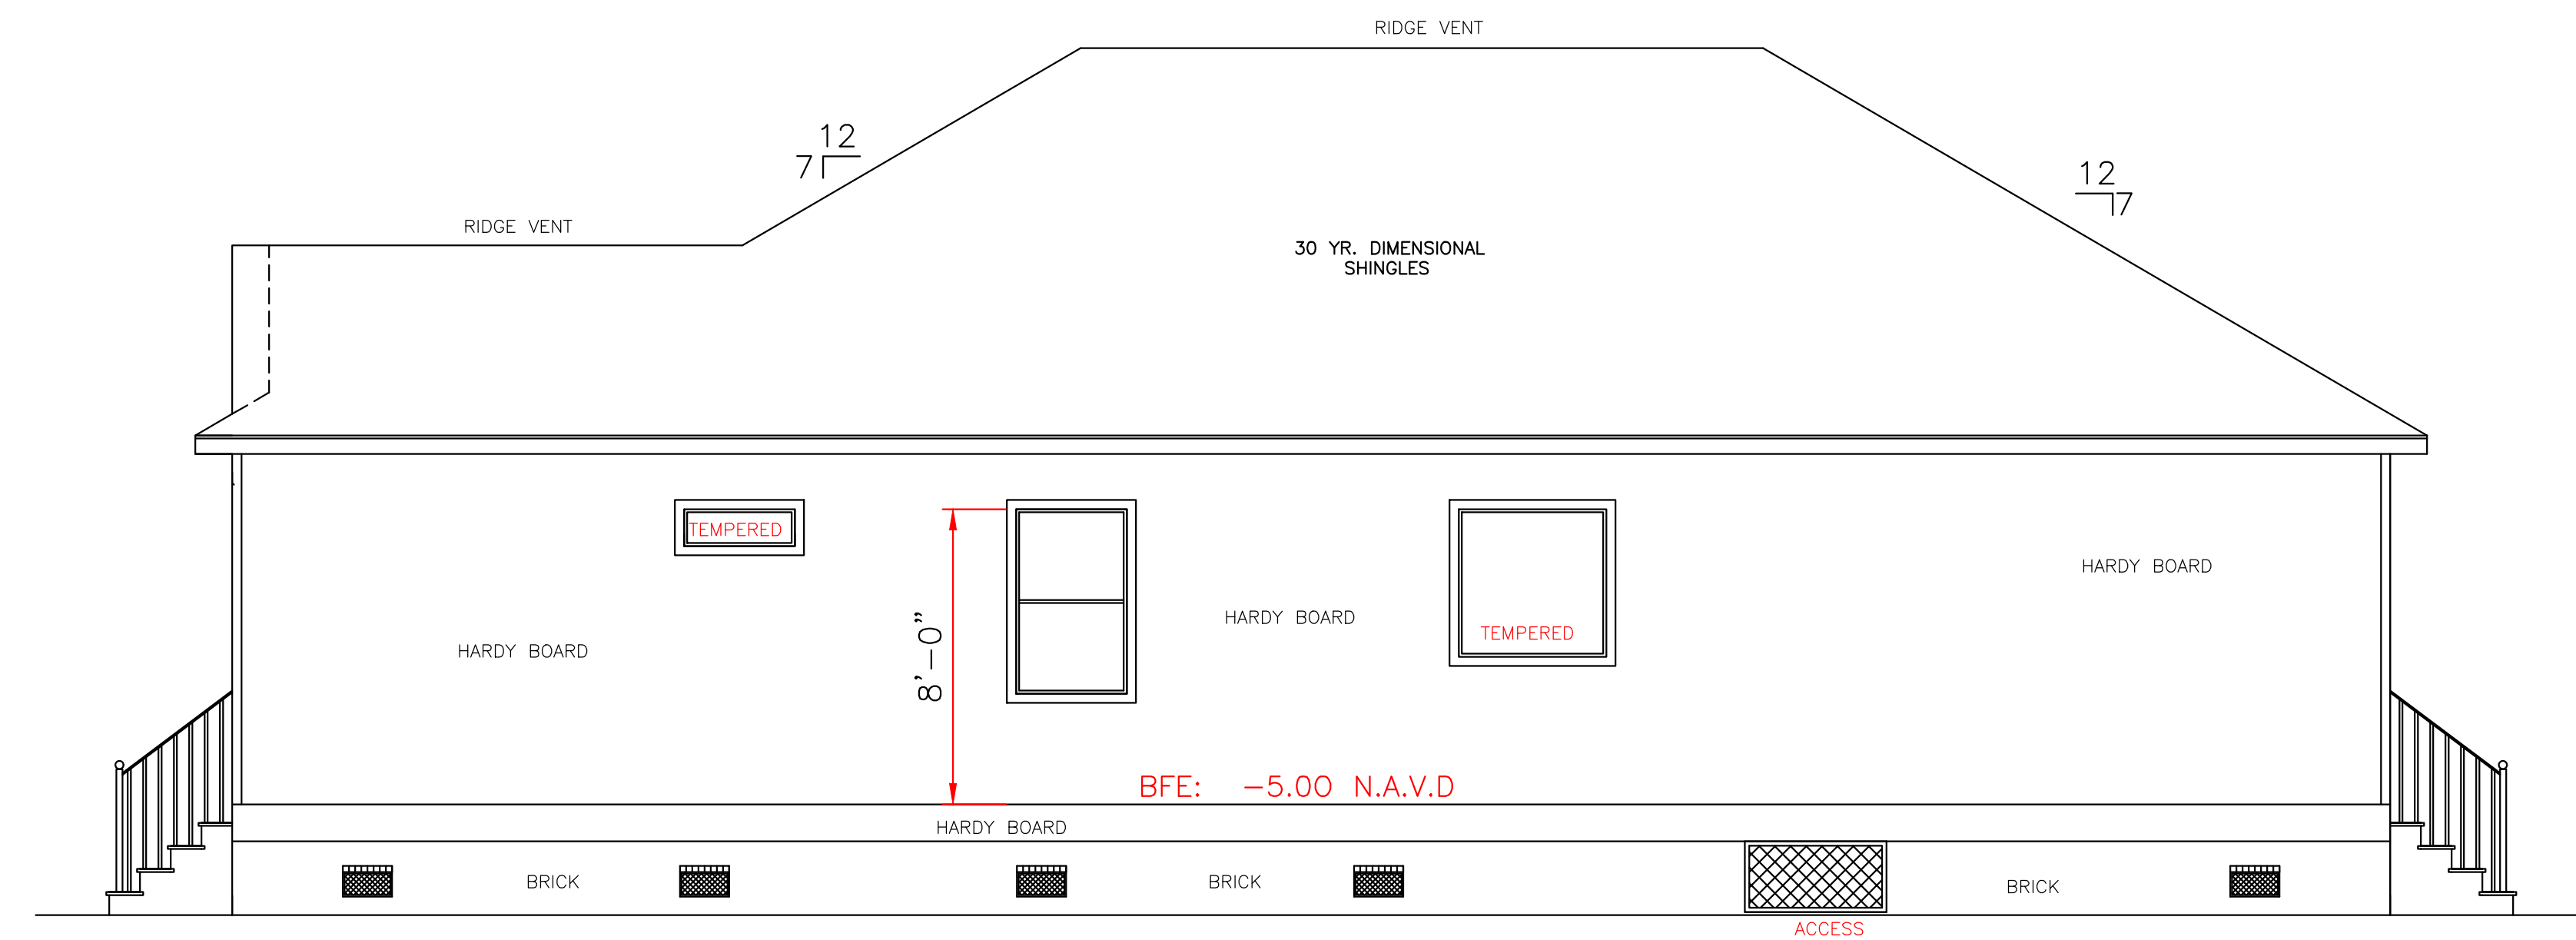 RIDGE VENT
12
7
12
7
RIDGE VENT
30 YR. DIMENSIONAL
SHINGLES
TEMPERED
HARDY BOARD
8'-0"
HARDY BOARD
TEMPERED
HARDY BOARD
BFE: -5.00 N.A.V.D
HARDY BOARD
BRICK
BRICK
BRICK
ACCESS